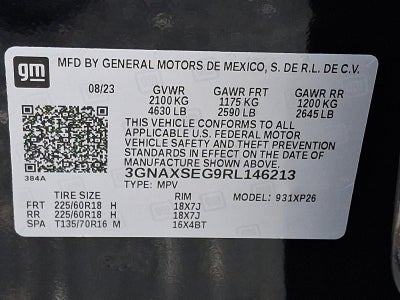 gm
MFD BY GENERAL MOTORS DE MEXICO, S. DE R.L. DE C.V.
08/23 GVWR GAWR FRT GAWR RR
2100 KG 1175 KG 1200 KG
4630 LB 2590 LB 2645 LB
THIS VEHICLE CONFORMS TO ALL
APPLICABLE U.S. FEDERAL MOTOR
VEHICLE SAFETY AND THEFT PREVENTION
STANDARDS IN EFFECT ON THE DATE OF
MANUFACTURE SHOWN ABOVE.
384A
3GNAXSEG9RL146213
TYPE: MPV MODEL: 931XP26
TIRE SIZE RIM
FRT 225/60R18 H 18X7J
RR 225/60R18 H 18X7J
SPA T135/70R16 M 16X4BT